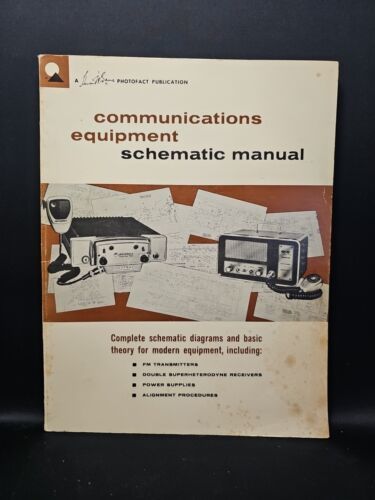 A PHOTOFACT PUBLICATION
communications
equipment
schematic manual
Complete schematic diagrams and basic
theory for modern equipment, including:
■ FM TRANSMITTERS
■ DOUBLE SUPERHETERODYNE RECEIVERS
■ POWER SUPPLIES
■ ALIGNMENT PROCEDURES